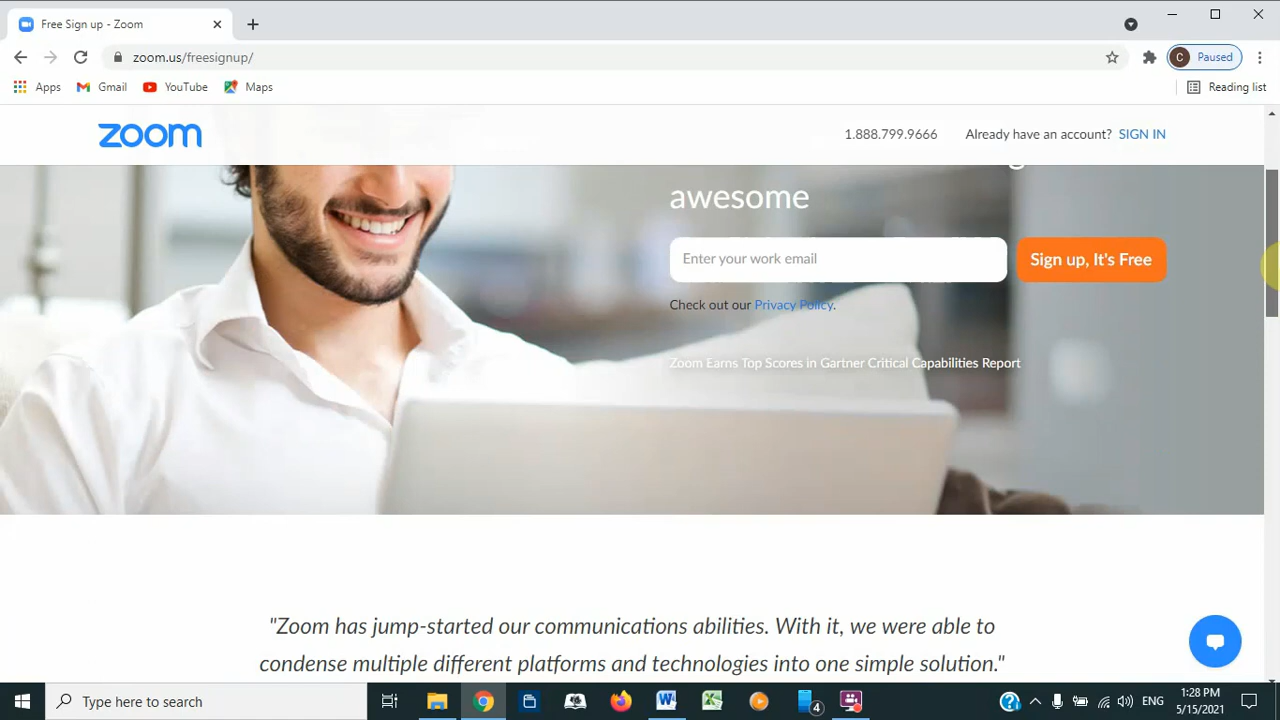 Free Sign up - Zoom
zoom.us/freesignup/
C Paused
Apps Gmail YouTube Maps Reading list
zoom 1.888.799.9666 Already have an account? SIGN IN
awesome
Enter your work email Sign up, It's Free
Check out our Privacy Policy.
Zoom Earns Top Scores in Gartner Critical Capabilities Report
"Zoom has jump-started our communications abilities. With it, we were able to
condense multiple different platforms and technologies into one simple solution."
Type here to search 4 ENG 1:28 PM
5/15/2021